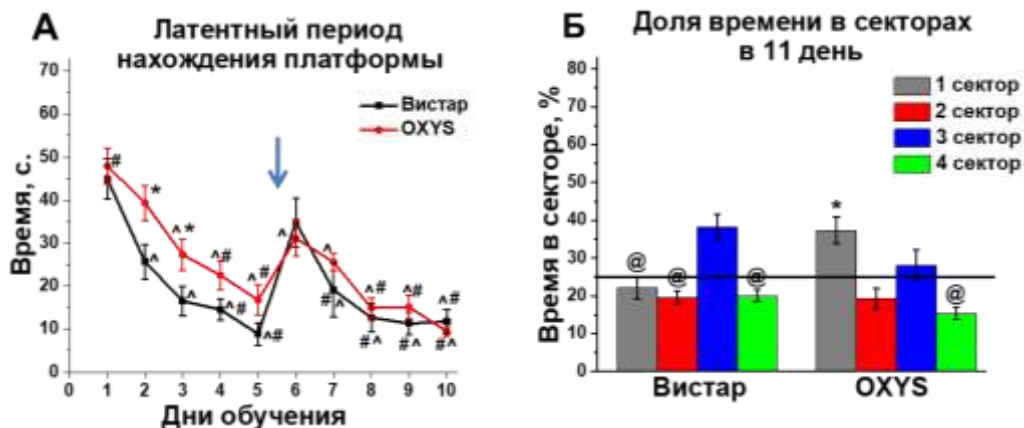 А
Латентный период
нахождения платформы
70
60
50
40
30
20
10
0
Время, с.
Вистар
OXYS
#
*
^
^ *
^
^#
^#
^#
^#
^
^
#^
^#
#^
^#
#^
^#
#^
0 1 2 3 4 5 6 7 8 9 10
Дни обучения
Б
Доля времени в секторах
в 11 день
80
70
60
50
40
30
20
10
0
Время в секторе, %
1 сектор
2 сектор
3 сектор
4 сектор
@
@
@
*
@
Вистар
OXYS